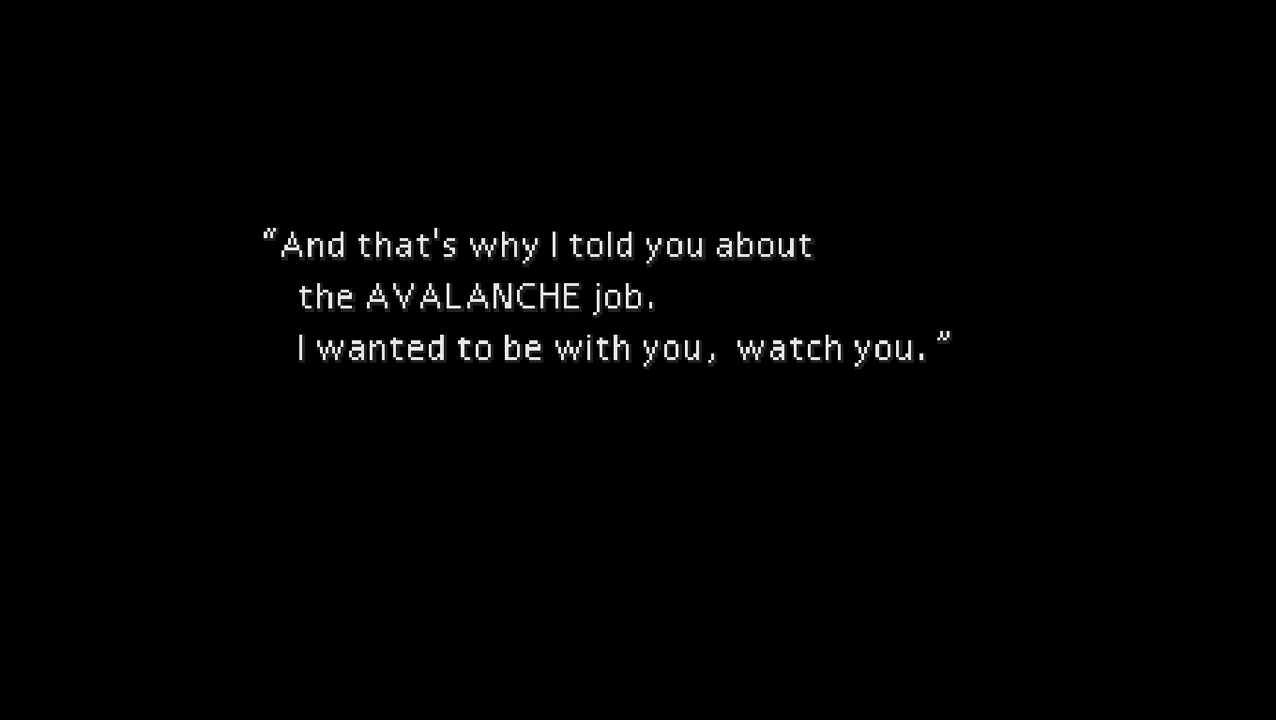 “And that's why I told you about
the AVALANCHE job.
I wanted to be with you, watch you.”